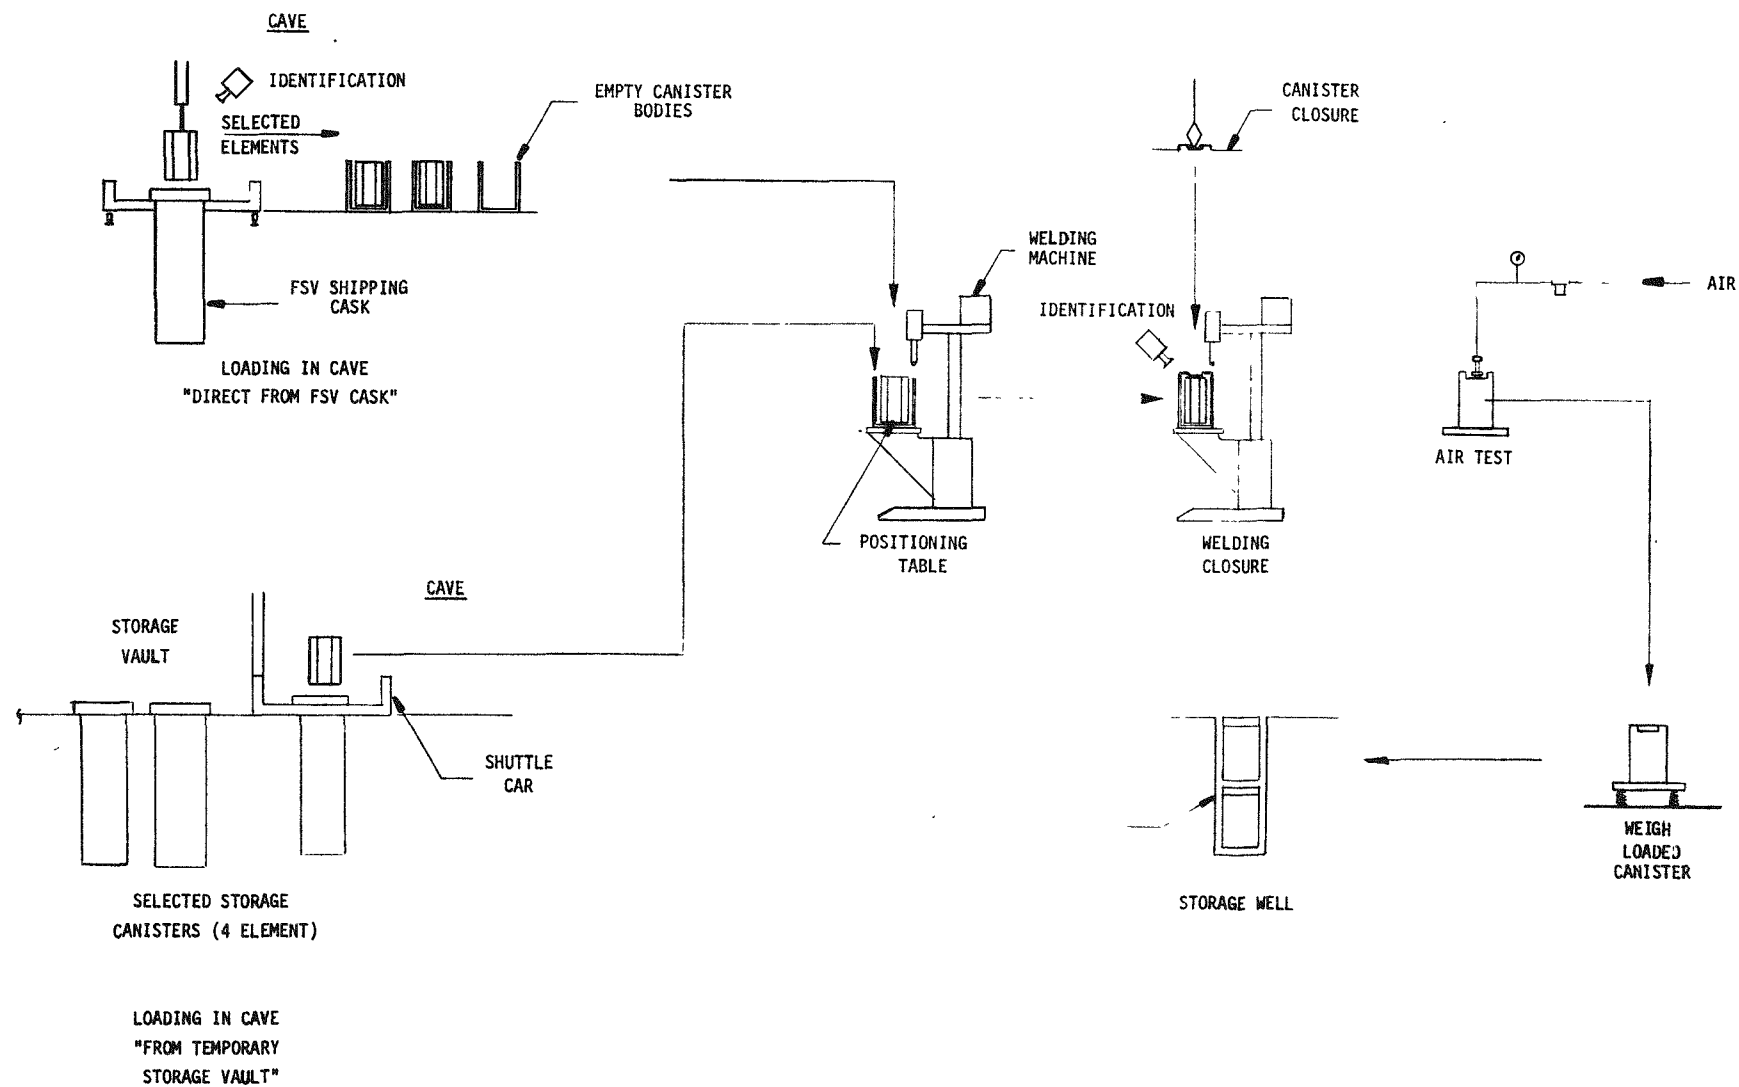 CAVE
IDENTIFICATION
SELECTED
ELEMENTS
EMPTY CANISTER
BODIES
FSV SHIPPING
CASK
LOADING IN CAVE
"DIRECT FROM FSV CASK"
WELDING
MACHINE
POSITIONING
TABLE
CANISTER
CLOSURE
IDENTIFICATION
WELDING
CLOSURE
AIR
AIR TEST
CAVE
STORAGE
VAULT
SHUTTLE
CAR
SELECTED STORAGE
CANISTERS (4 ELEMENT)
LOADING IN CAVE
"FROM TEMPORARY
STORAGE VAULT"
STORAGE WELL
WEIGH
LOADED
CANISTER